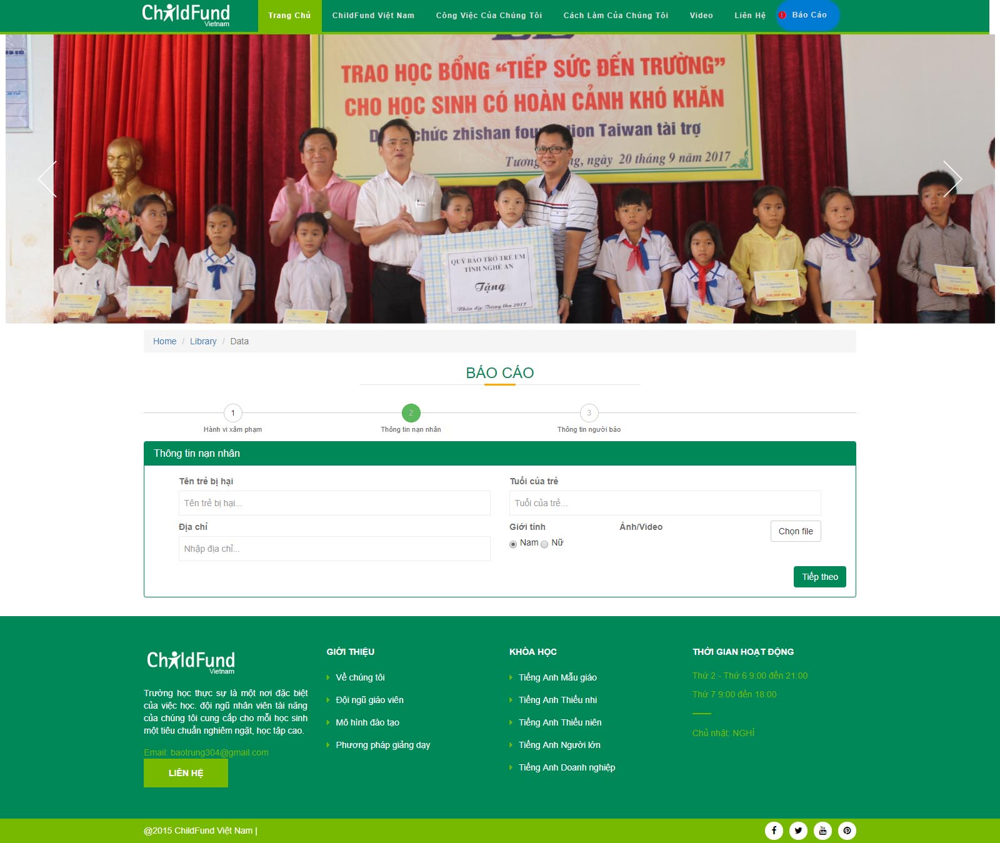 ChildFund
Vietnam
Trang Chủ
ChildFund Việt Nam
Công Việc Của Chúng Tôi
Cách Làm Của Chúng Tôi
Video
Liên Hệ
Báo Cáo
TRAO HỌC BỔNG “TIẾP SỨC ĐẾN TRƯỜNG”
CHO HỌC SINH CÓ HOÀN CẢNH KHÓ KHĂN
chức zhishan Taiwan tài trợ
ngày 20 tháng 9 năm 2017
QUỸ BẢO TRỢ TRẺ EM
TỈNH NGHỆ AN
Tặng
Nhân dịp Trung thu 2017
Home / Library / Data
BÁO CÁO
1
2
3
Hành vi xâm phạm
Thông tin nạn nhân
Thông tin người báo
Thông tin nạn nhân
Tên trẻ bị hại
Tuổi của trẻ
Tên trẻ bị hại...
Tuổi của trẻ...
Địa chỉ
Giới tính
Ảnh/Video
Chọn file
Nhập địa chỉ...
Nam
Nữ
Tiếp theo
ChildFund
Vietnam
Trường học thực sự là một nơi đặc biệt
của việc học. đội ngũ nhân viên tài năng
của chúng tôi cung cấp cho mỗi học sinh
một tiêu chuẩn nghiêm ngặt, học tập cao.
Email: baotrung304@gmail.com
LIÊN HỆ
GIỚI THIỆU
Về chúng tôi
Đội ngũ giáo viên
Mô hình đào tạo
Phương pháp giảng dạy
KHÓA HỌC
Tiếng Anh Mẫu giáo
Tiếng Anh Thiếu nhi
Tiếng Anh Thiếu niên
Tiếng Anh Người lớn
Tiếng Anh Doanh nghiệp
THỜI GIAN HOẠT ĐỘNG
Thứ 2 - Thứ 6 9:00 đến 21:00
Thứ 7 9:00 đến 18:00
Chủ nhật: NGHỈ
@2015 ChildFund Việt Nam |